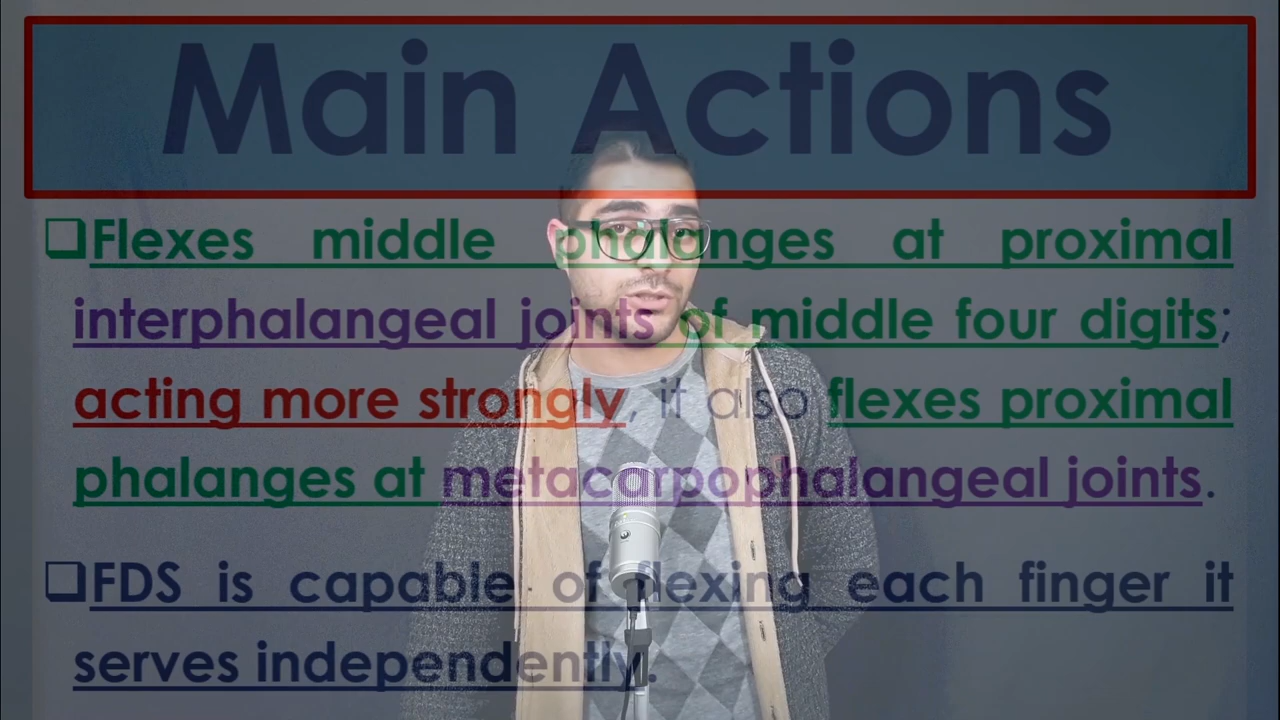 Main Actions
❑Flexes middle phalanges at proximal
interphalangeal joints of middle four digits;
acting more strongly, it also flexes proximal
phalanges at metacarpophalangeal joints.
❑FDS is capable of flexing each finger it
serves independently.